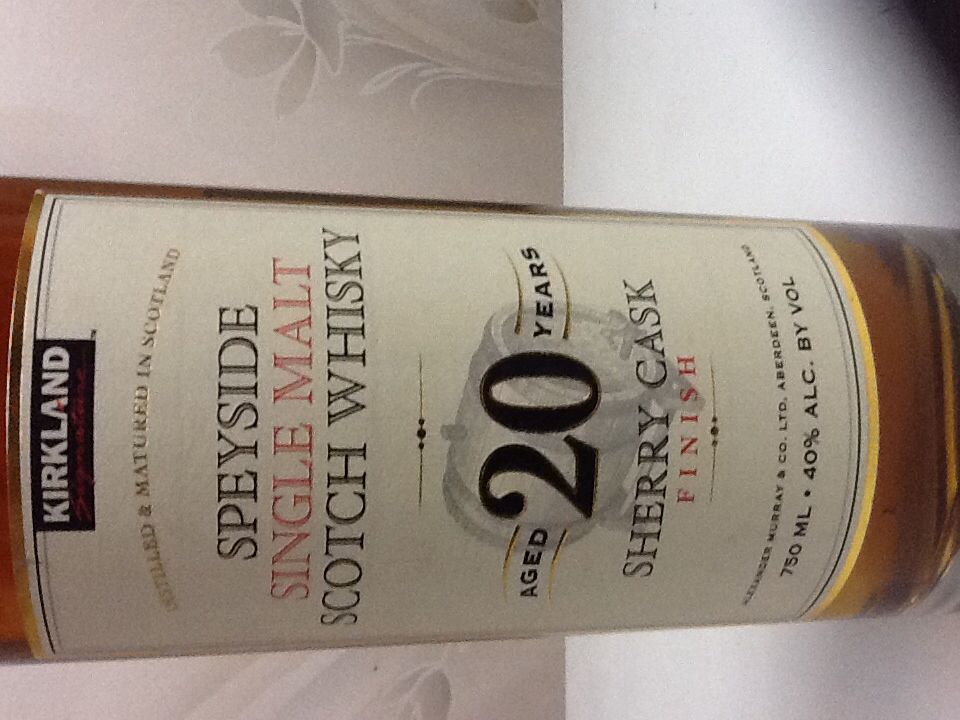 KIRKLAND
Signature
DISTILLED & MATURED IN SCOTLAND
SPEYSIDE
SINGLE MALT
SCOTCH WHISKY
AGED 20 YEARS
SHERRY CASK
FINISH
ALEXANDER MURRAY & CO. LTD, ABERDEEN, SCOTLAND
750 ML • 40% ALC. BY VOL